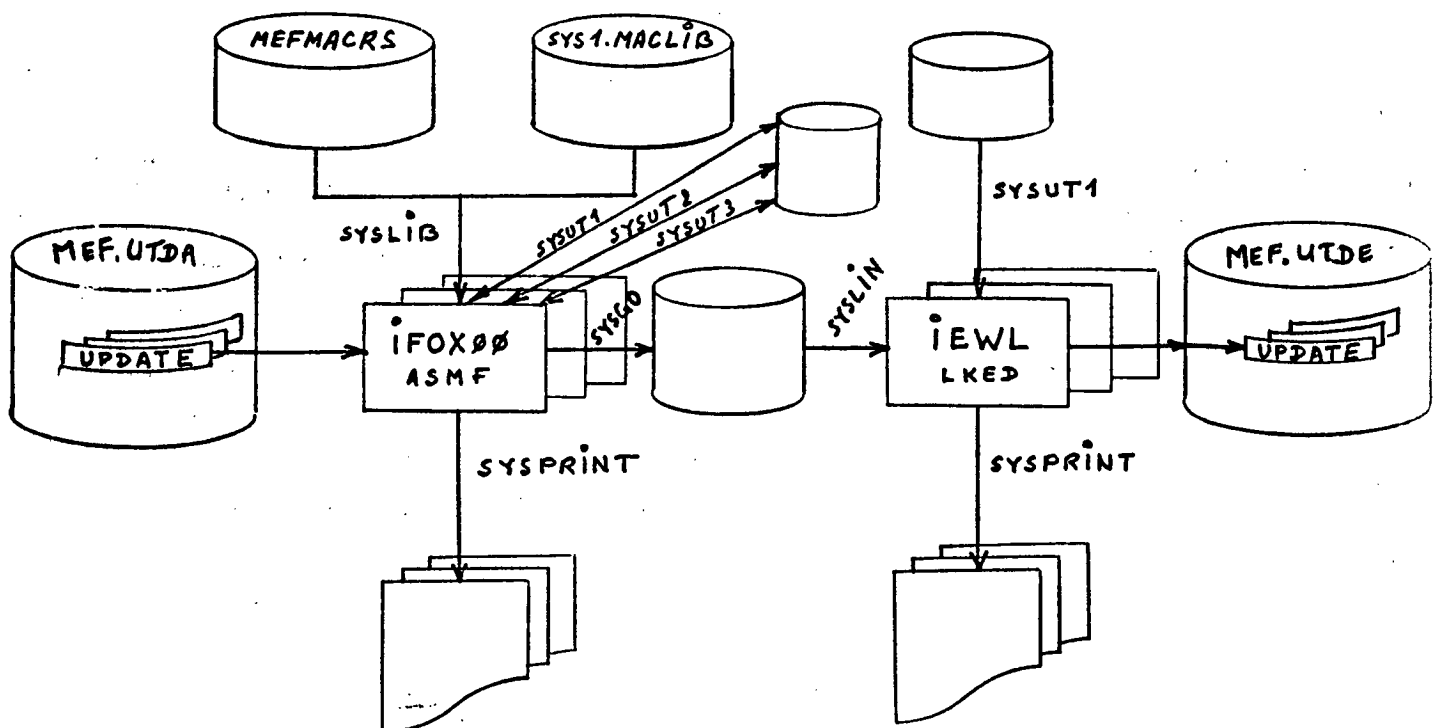 MEFMACRS
SYS1.MACLIB
SYSUT1
SYSUT2
SYSUT3
SYSUT1
SYSLIB
MEF.UTDA
UPDATE
iFOX00
ASMF
SYSGO
SYSLIN
iEWL
LKED
MEF.UTDE
UPDATE
SYSPRINT
SYSPRINT